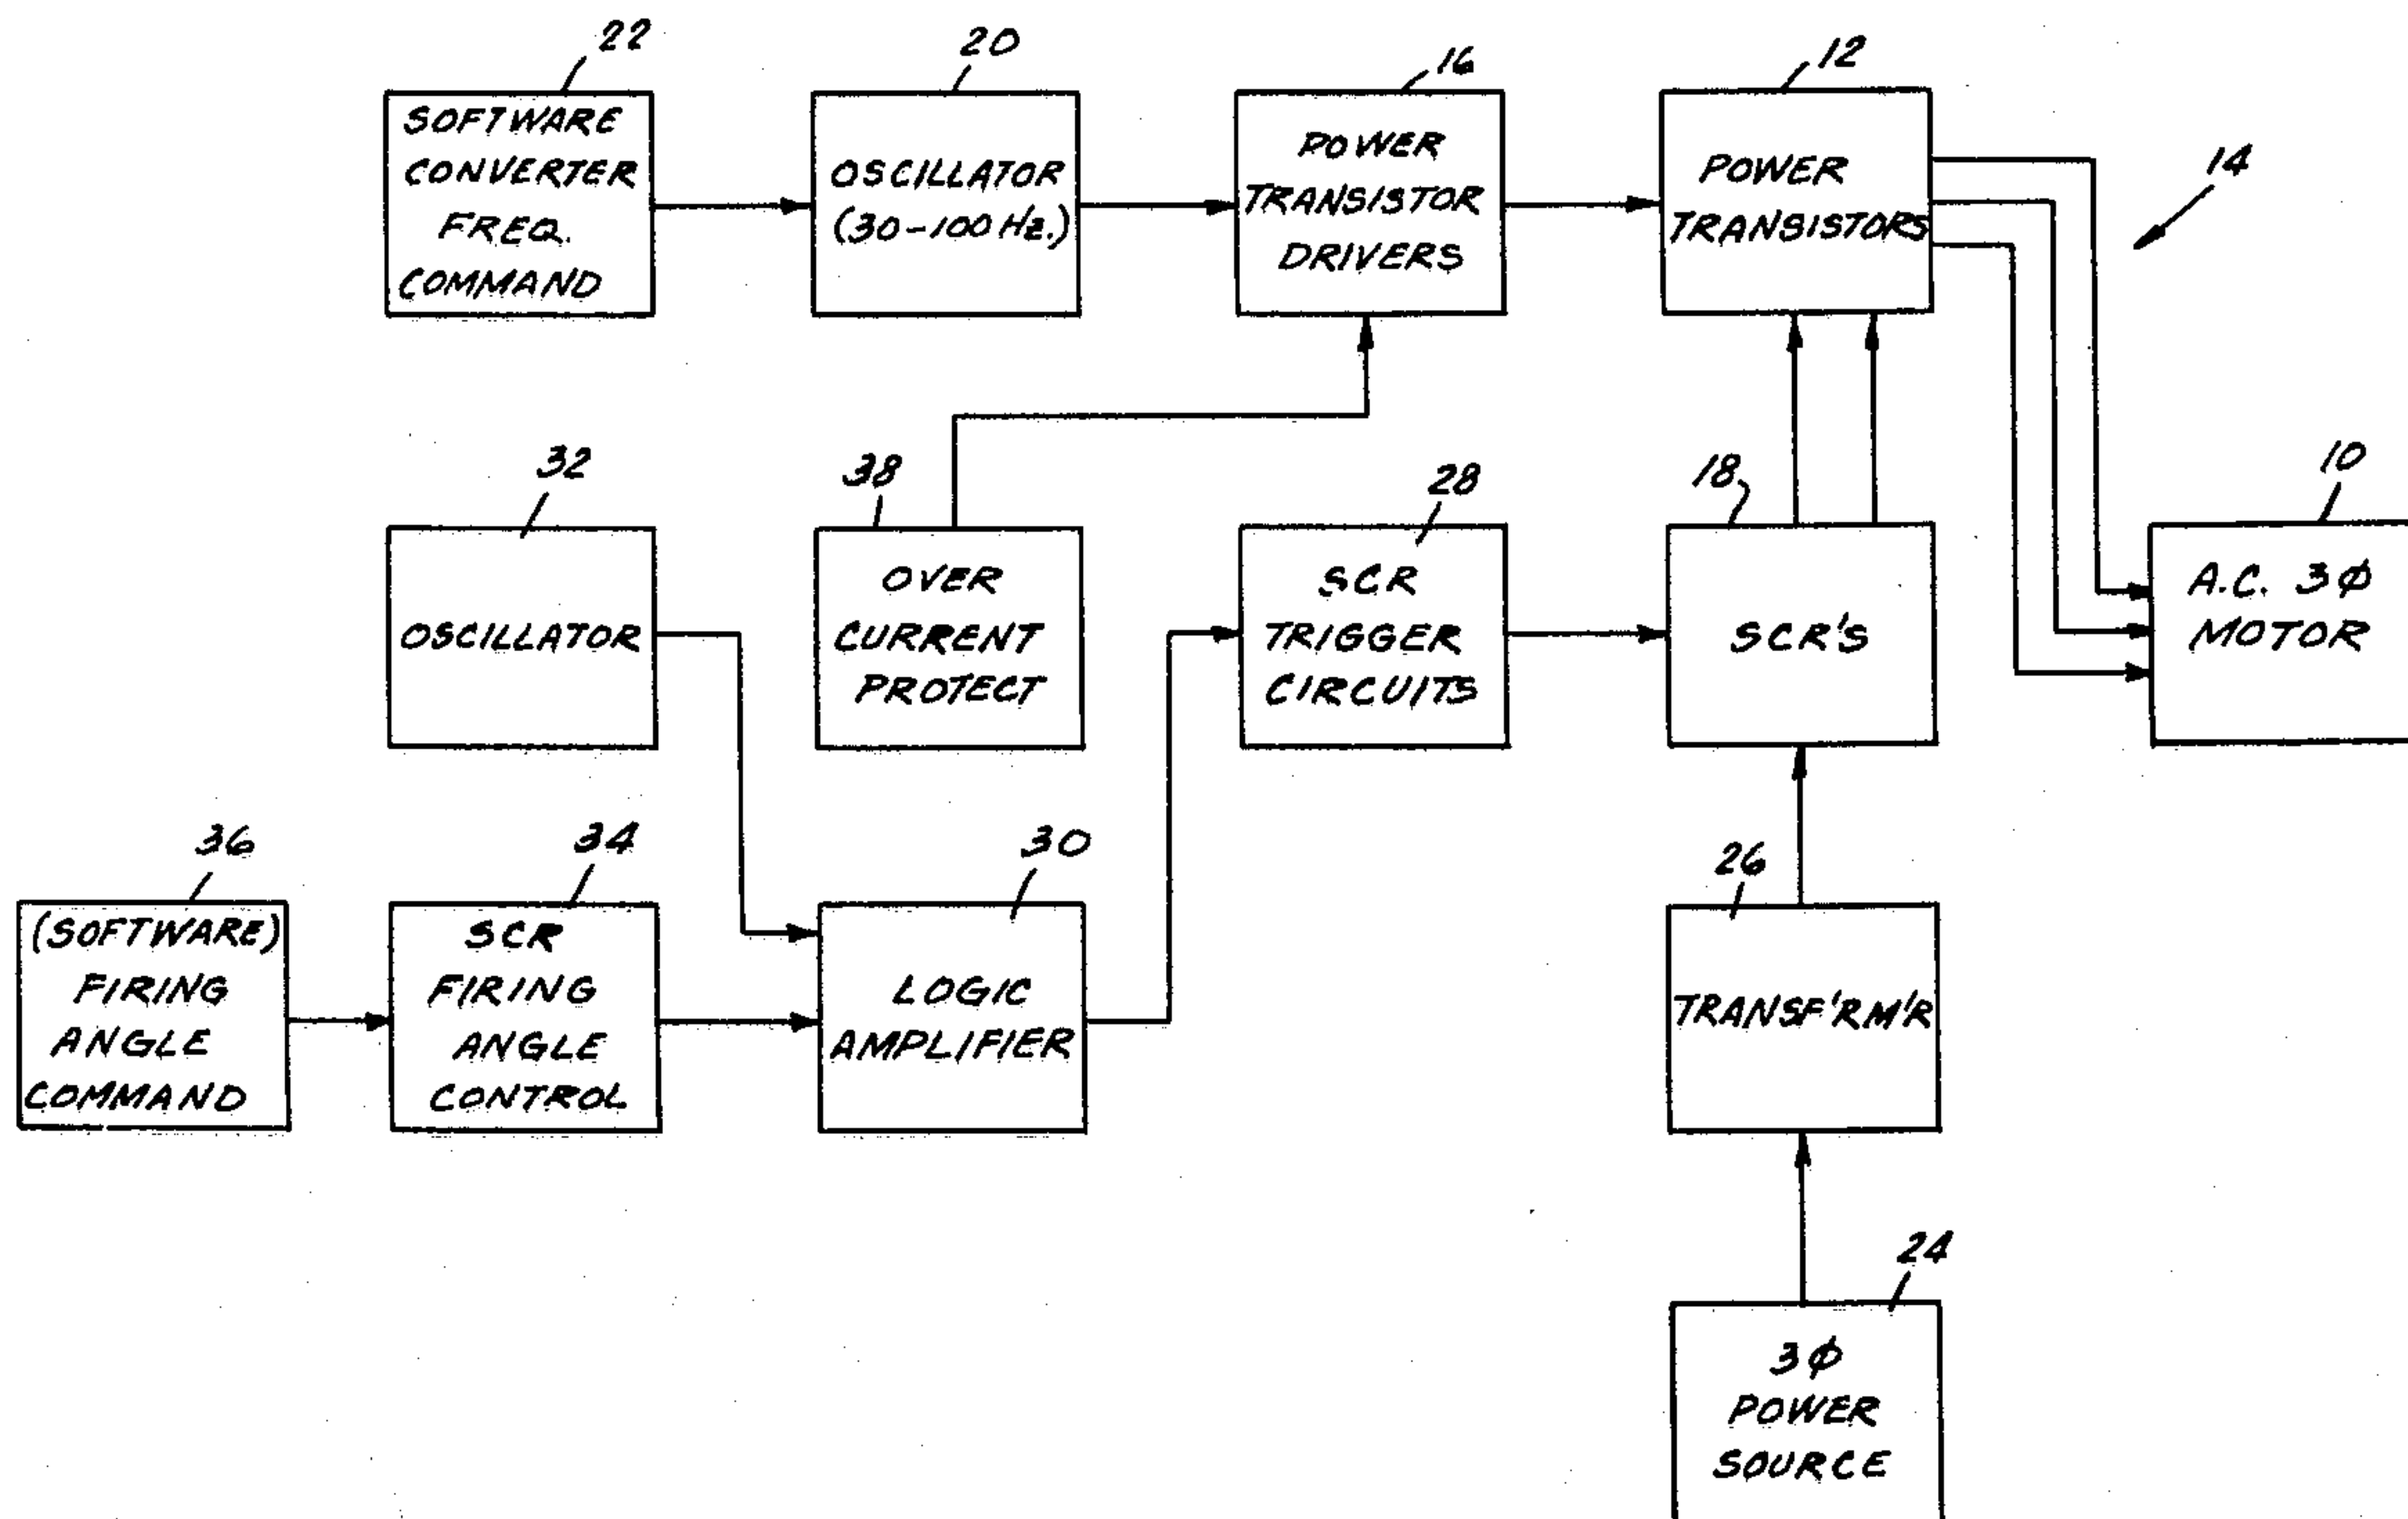 22
SOFTWARE
CONVERTER
FREQ.
COMMAND
20
OSCILLATOR
(30-100 Hz.)
16
POWER
TRANSISTOR
DRIVERS
12
POWER
TRANSISTORS
14
32
OSCILLATOR
38
OVER
CURRENT
PROTECT
28
SCR
TRIGGER
CIRCUITS
18
SCR'S
10
A.C. 3Φ
MOTOR
36
(SOFTWARE)
FIRING
ANGLE
COMMAND
34
SCR
FIRING
ANGLE
CONTROL
30
LOGIC
AMPLIFIER
26
TRANSF'RM'R
24
3Φ
POWER
SOURCE